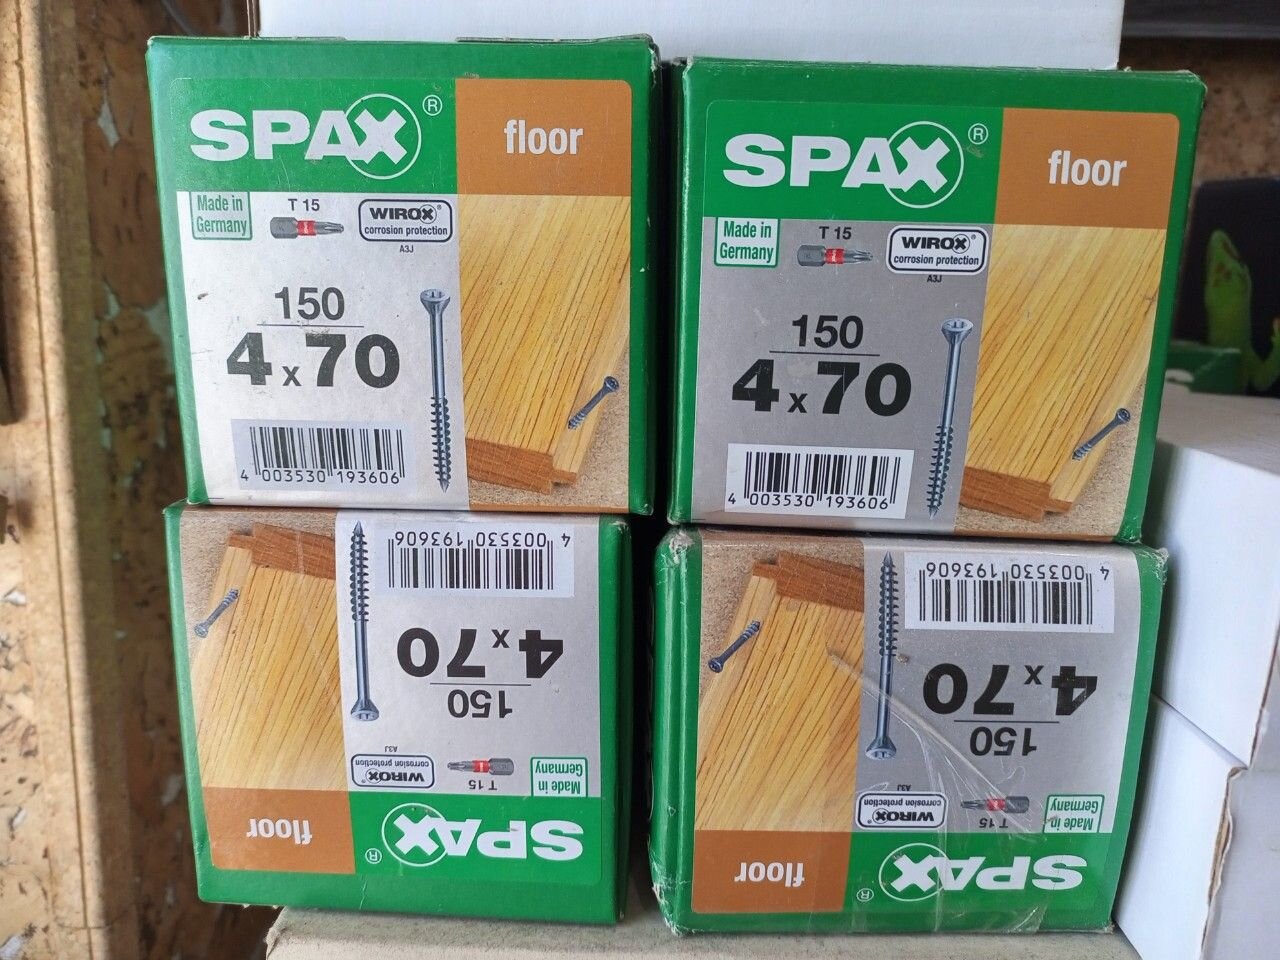 SPAX®
floor
Made in
Germany
T 15
WIROX®
corrosion protection
A3J
150
4 x 70
4 003530 193606
SPAX®
floor
Made in
Germany
T 15
WIROX®
corrosion protection
A3J
150
4 x 70
4 003530 193606
SPAX®
floor
Made in
Germany
T 15
WIROX®
corrosion protection
A3J
150
4 x 70
4 003530 193606
SPAX®
floor
Made in
Germany
T 15
WIROX®
corrosion protection
A3J
150
4 x 70
4 003530 193606